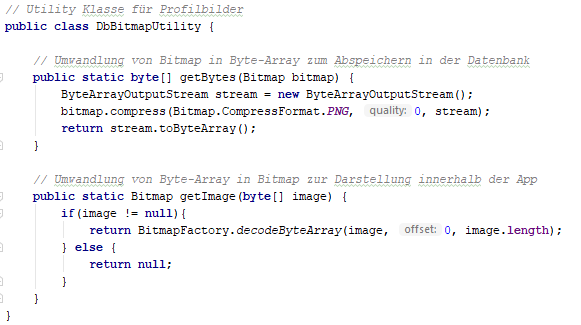 // Utility Klasse für Profilbilder
public class DbBitmapUtility {
// Umwandlung von Bitmap in Byte-Array zum Abspeichern in der Datenbank
public static byte[] getBytes(Bitmap bitmap) {
ByteArrayOutputStream stream = new ByteArrayOutputStream();
bitmap.compress(Bitmap.CompressFormat.PNG, quality: 0, stream);
return stream.toByteArray();
}
// Umwandlung von Byte-Array in Bitmap zur Darstellung innerhalb der App
public static Bitmap getImage(byte[] image) {
if(image != null){
return BitmapFactory.decodeByteArray(image, offset: 0, image.length);
} else {
return null;
}
}
}